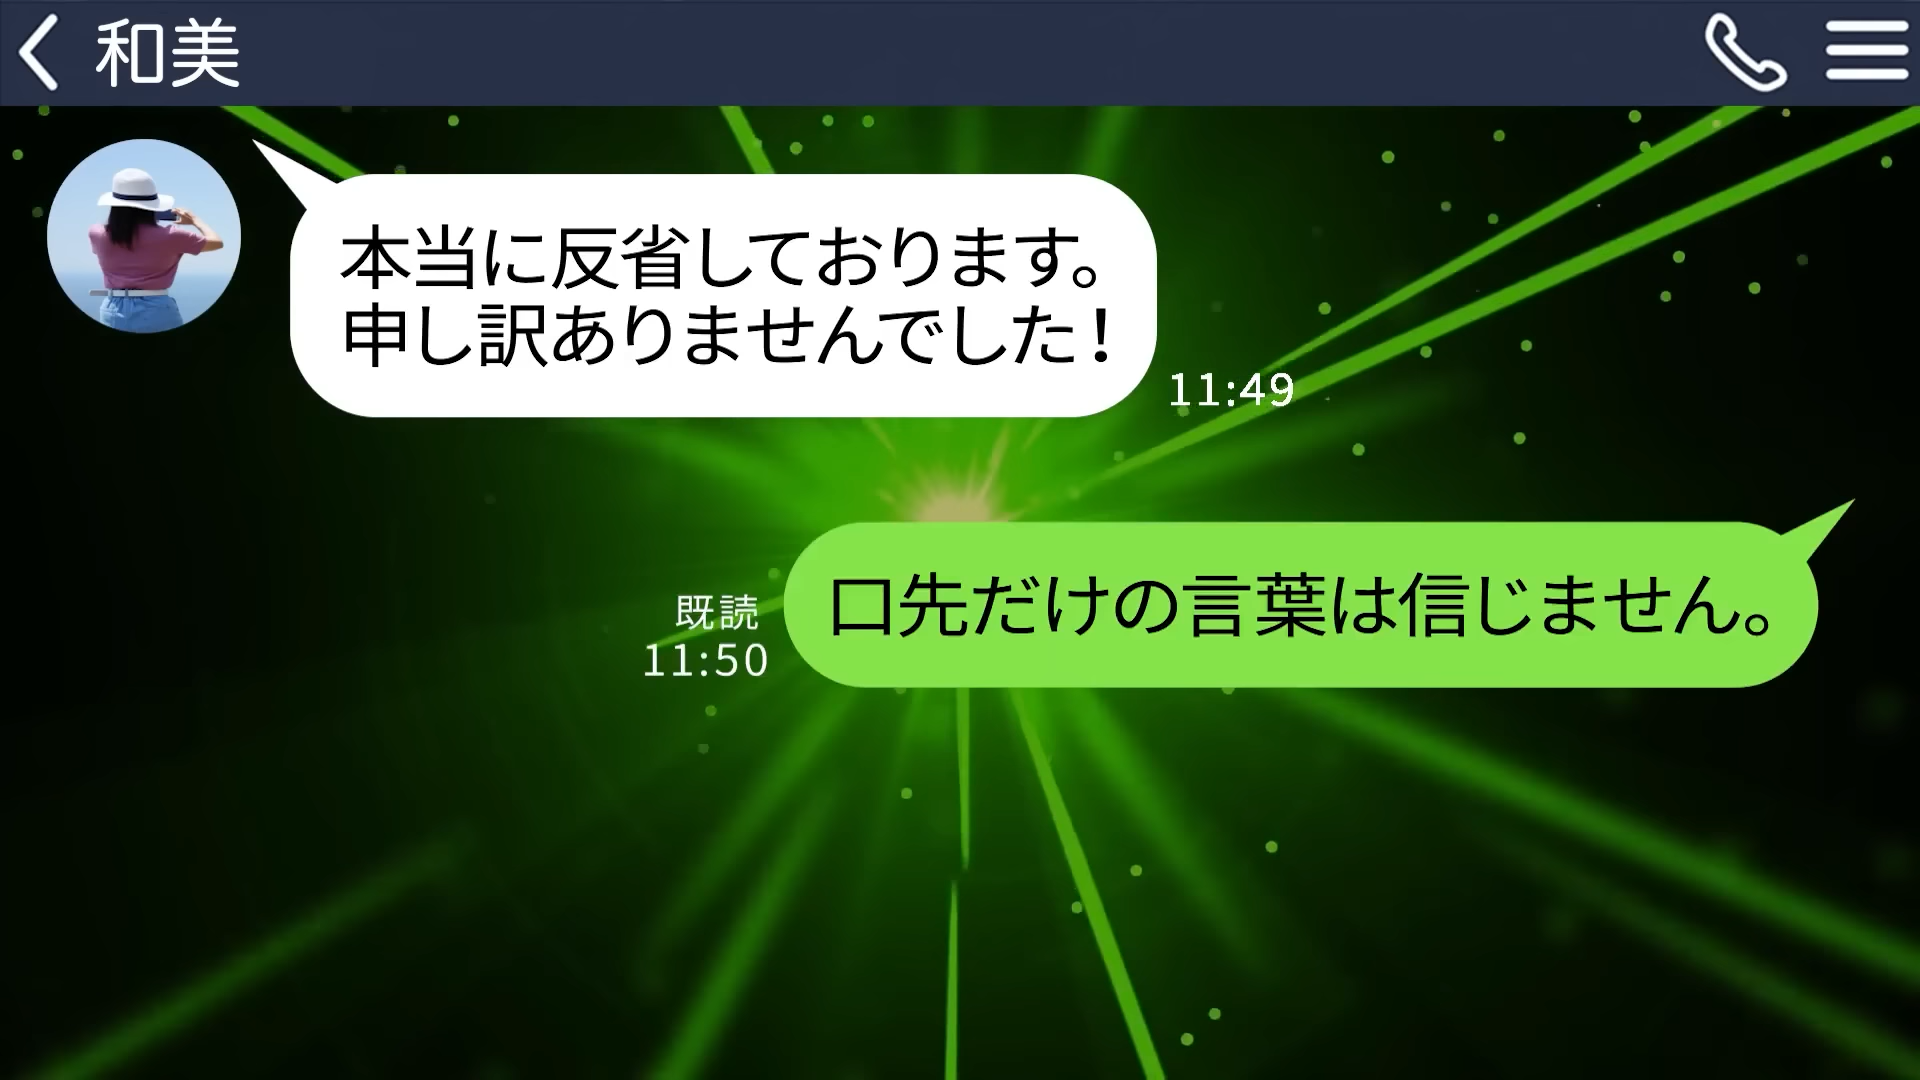 和美
本当に反省しております。
申し訳ありませんでした！
11:49
口先だけの言葉は信じません。
既読
11:50